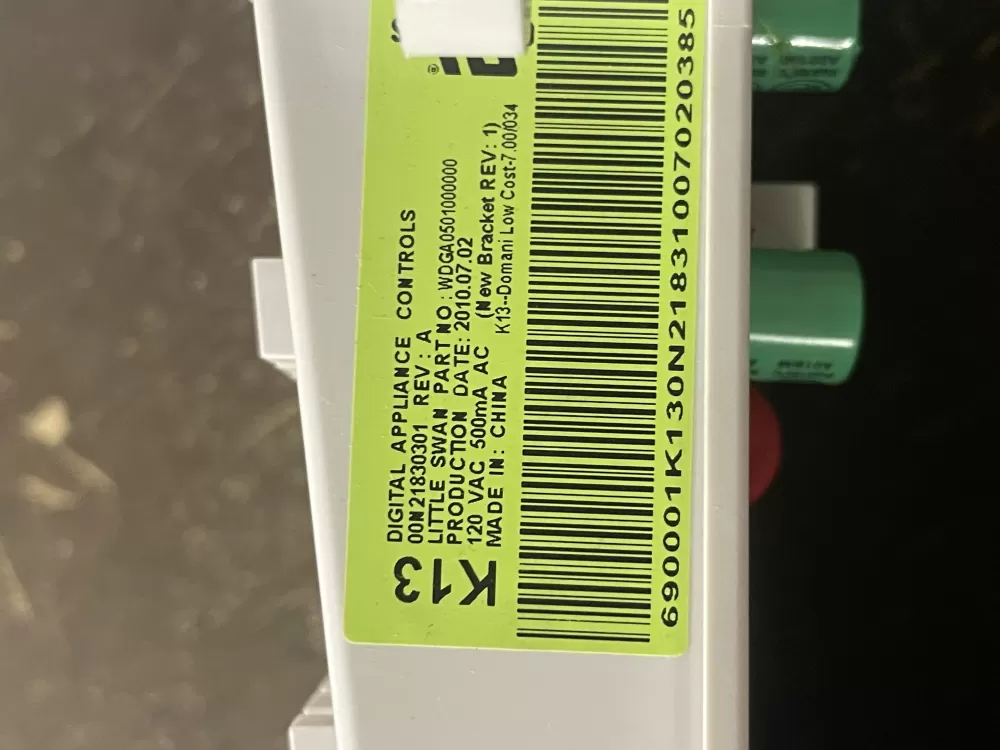 DIGITAL APPLIANCE CONTROLS
00N21830301 REV: A
LITTLE SWAN PART NO: WDGA0501000000
PRODUCTION DATE: 2010.07.02
120 VAC 500mA AC (New Bracket REV: 1)
MADE IN: CHINA K13--Domani Low Cost-7.00/034
K13
690001K130N2183100702038​5